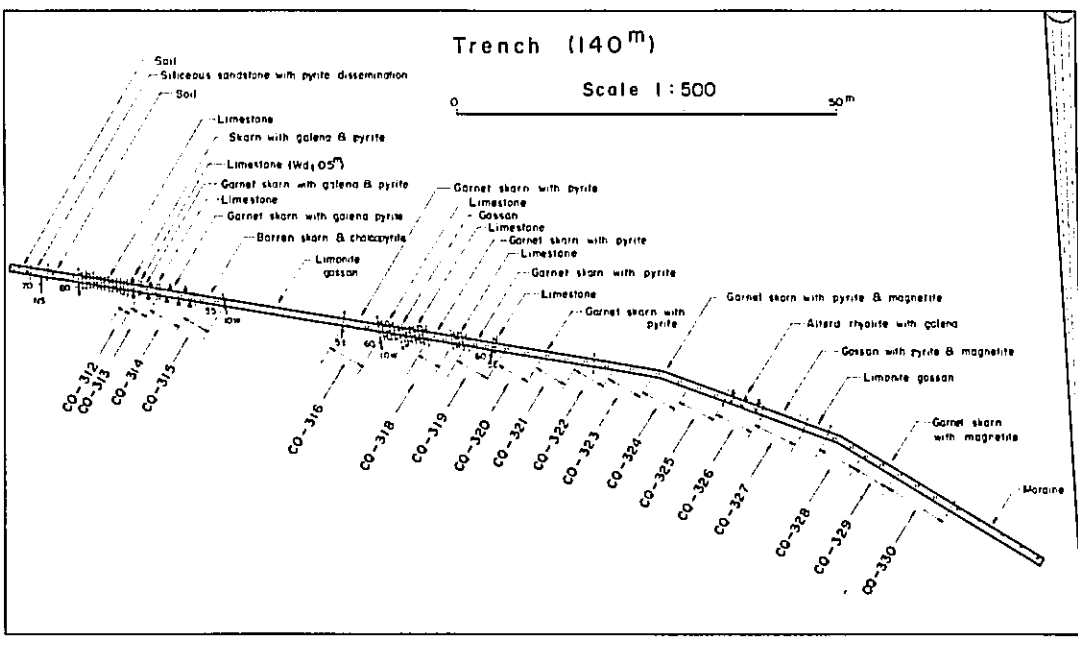 Trench (140m)
Scale 1:500
0
50m
Soil
Siliceous sandstone with pyrite dissemination
Soil
Limestone
Skarn with galena & pyrite
Limestone (Wd; 05m)
Garnet skarn with galena & pyrite
Limestone
Garnet skarn with galena pyrite
Barren skarn & chalcopyrite
Limonite
gossan
Garnet skarn with pyrite
Limestone
Gossan
Limestone
Garnet skarn with pyrite
Limestone
Garnet skarn with pyrite
Limestone
Garnet skarn with
pyrite
Garnet skarn with pyrite & magnetite
Alterd rhyolite with galena
Gossan with pyrite & magnetite
Limonite gossan
Garnet skarn
with magnetite
Moraine
70
NS
80
55
10W
55
60
10W
60
E
CO-312
CO-313
CO-314
CO-315
CO-316
CO-318
CO-319
CO-320
CO-321
CO-322
CO-323
CO-324
CO-325
CO-326
CO-327
CO-328
CO-329
CO-330